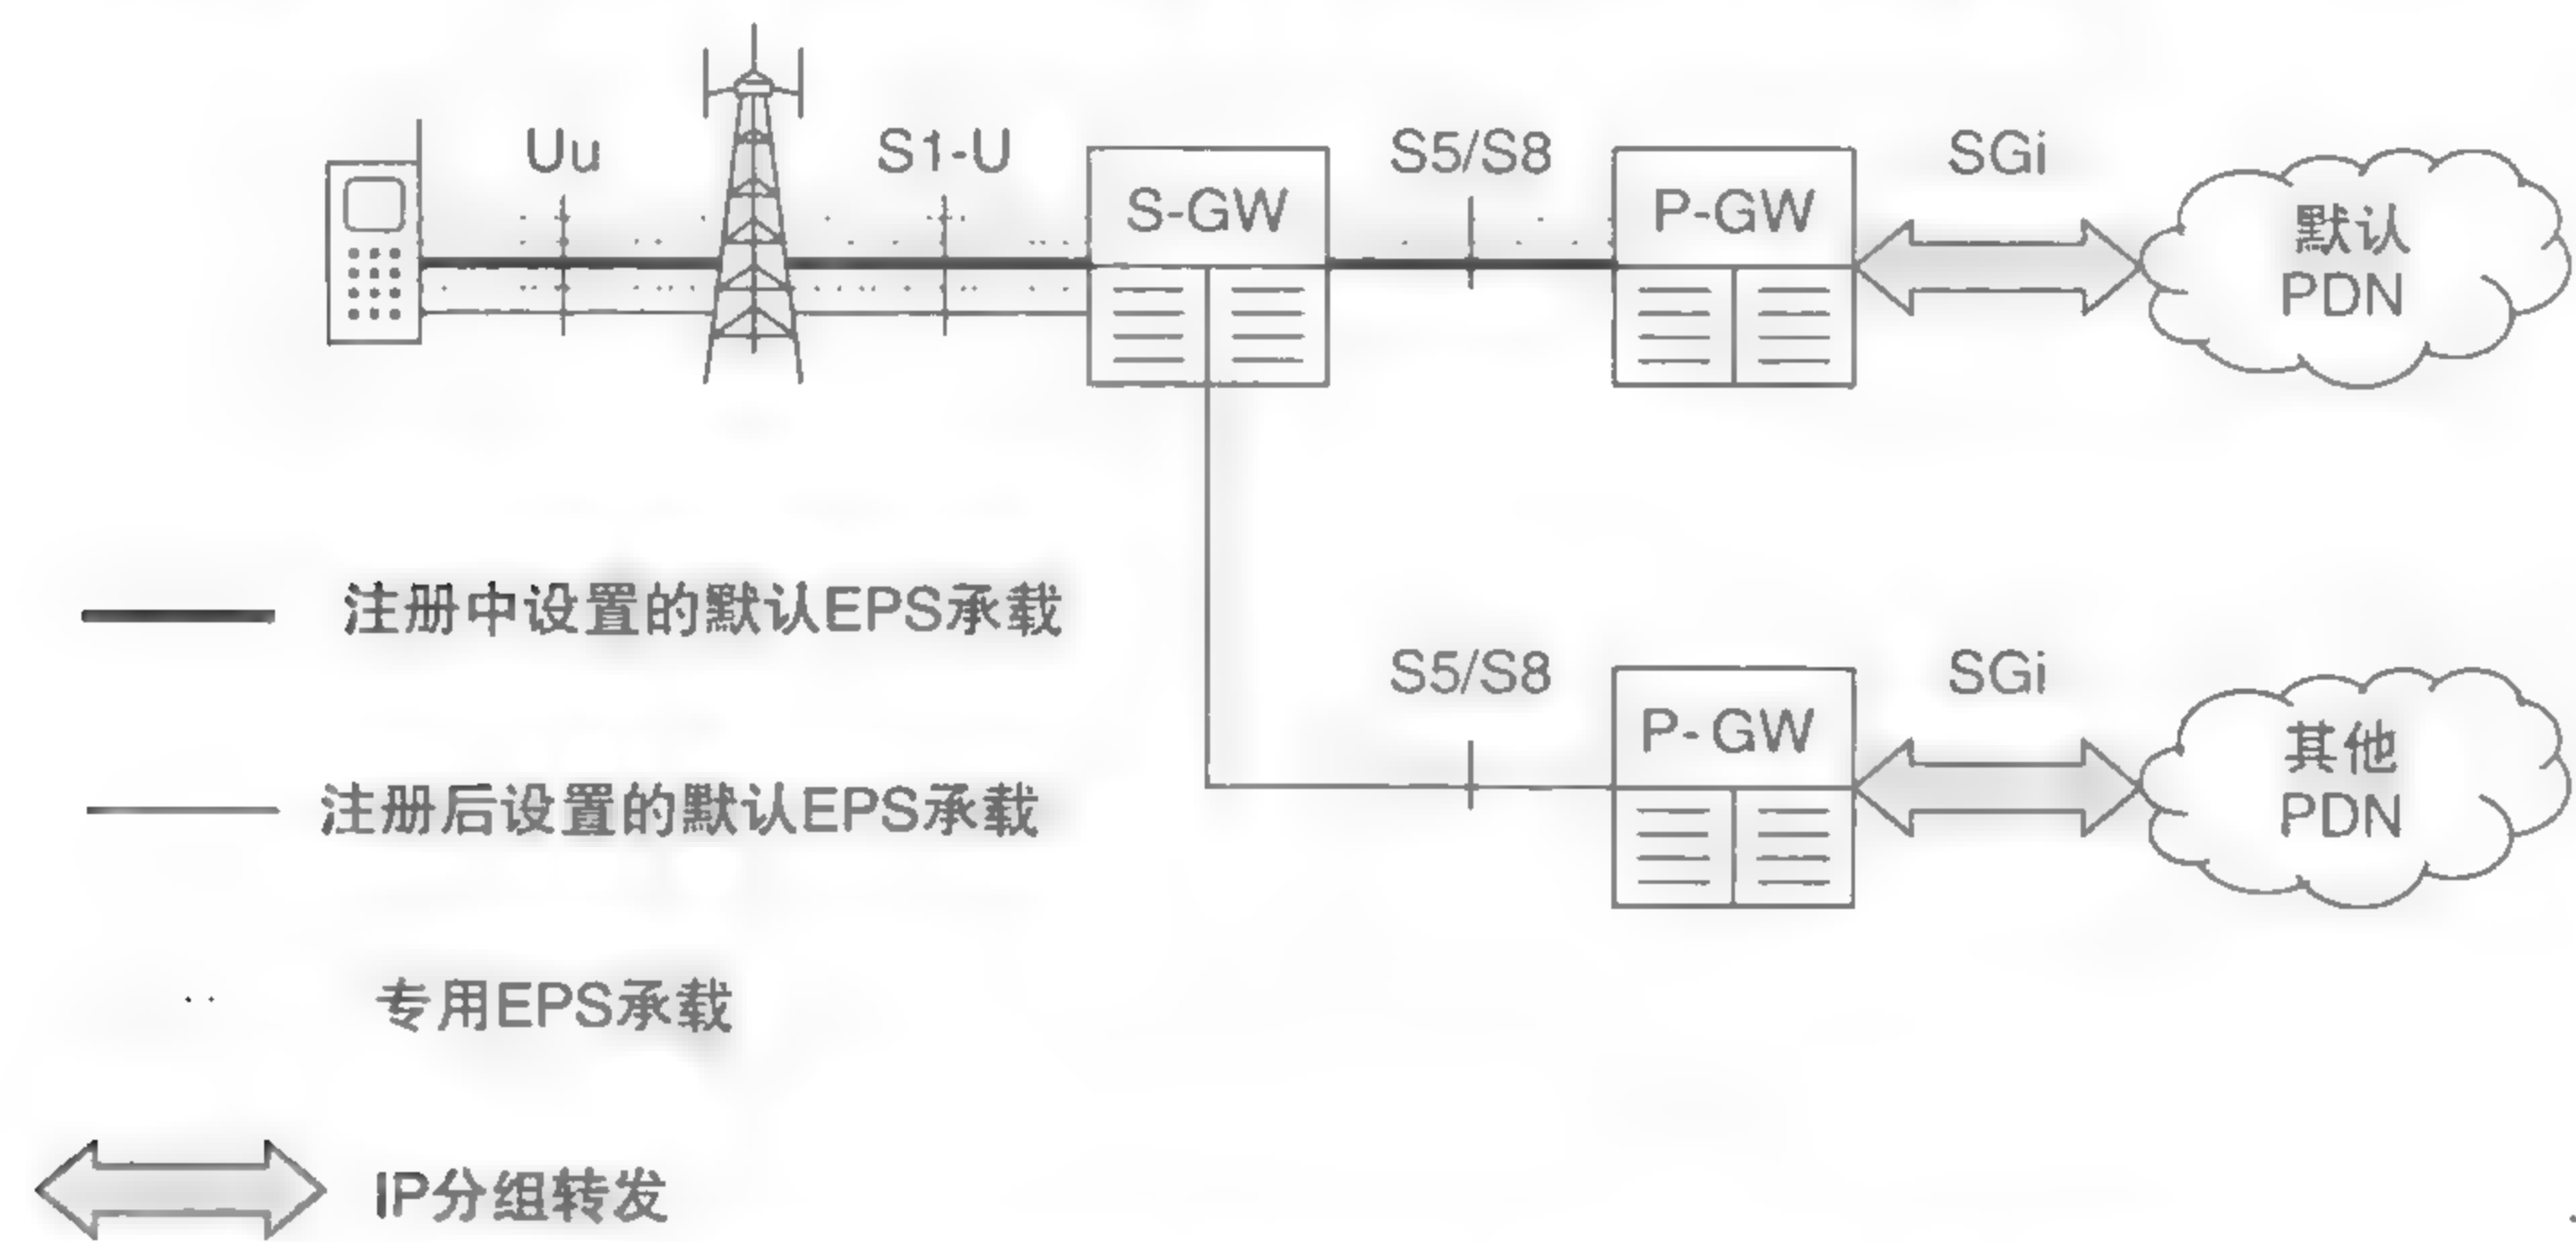 Uu
S1-U
S5/S8
SGi
S-GW
P-GW
默认
PDN
注册中设置的默认EPS承载
S5/S8
SGi
P-GW
其他
PDN
注册后设置的默认EPS承载
专用EPS承载
IP分组转发